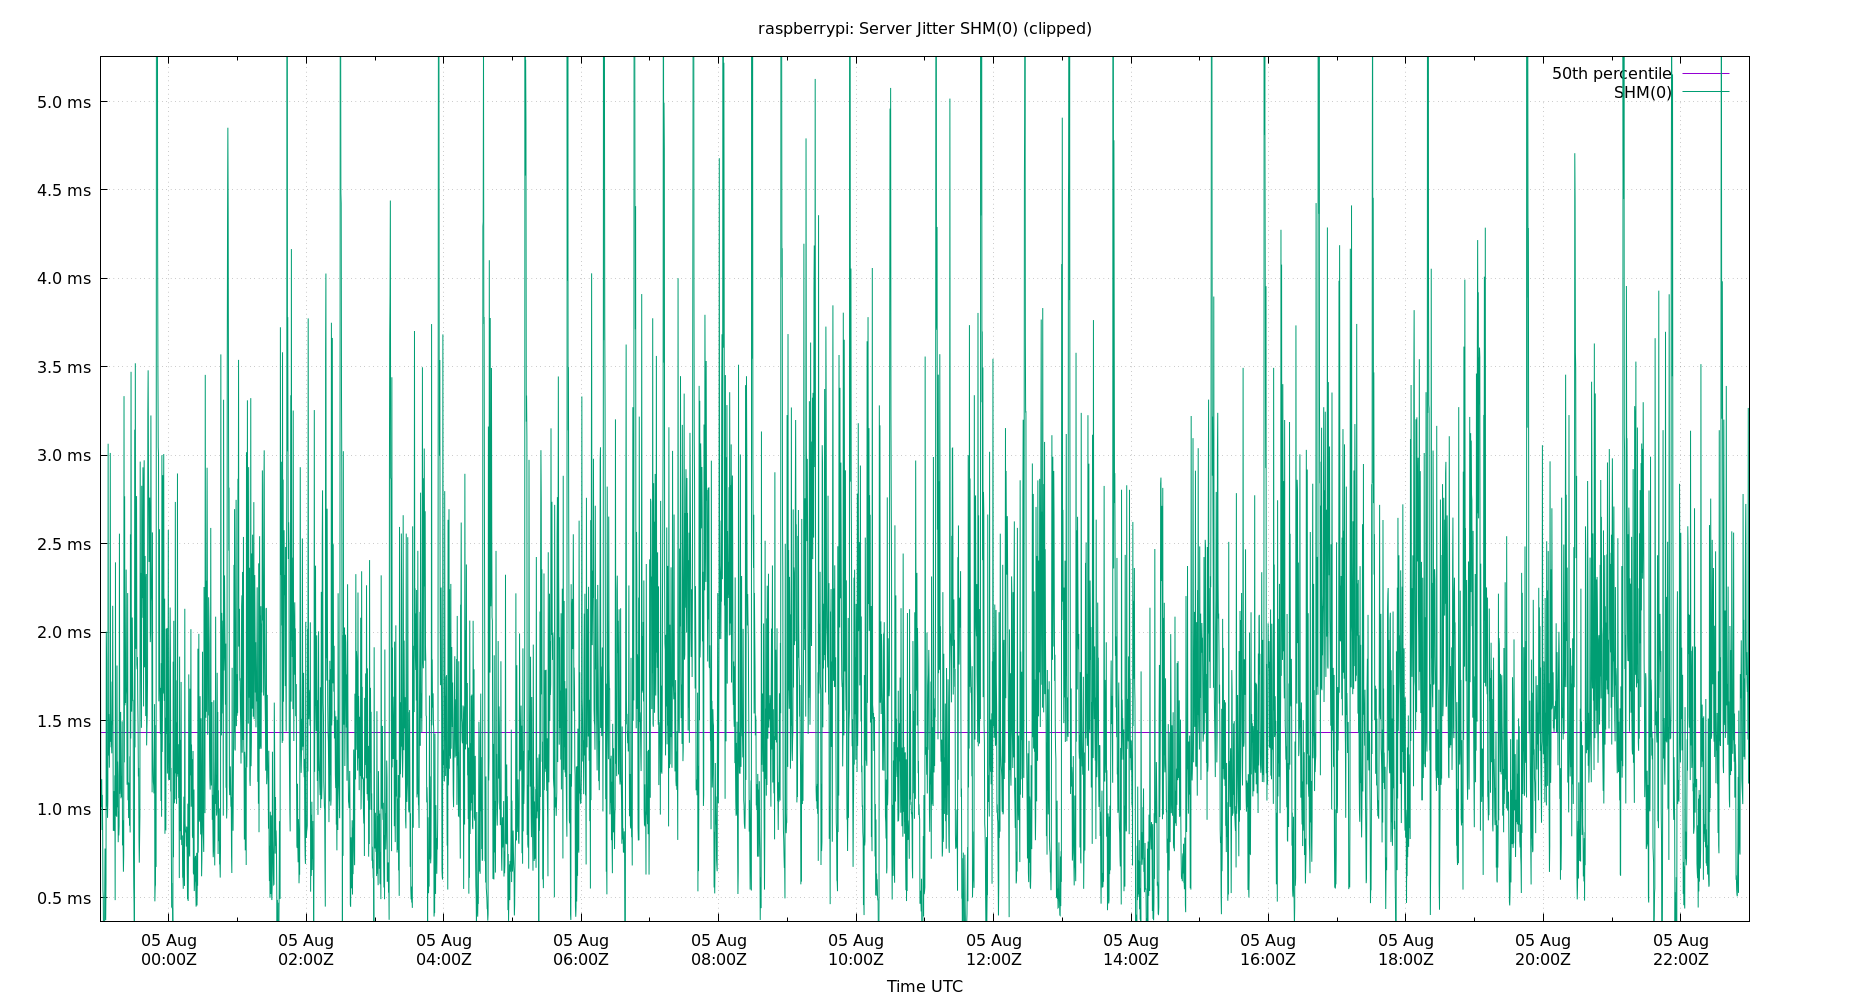 raspberrypi: Server Jitter SHM(0) (clipped)
50th percentile
SHM(0)
5.0 ms
4.5 ms
4.0 ms
3.5 ms
3.0 ms
2.5 ms
2.0 ms
1.5 ms
1.0 ms
0.5 ms
05 Aug 05 Aug 05 Aug 05 Aug 05 Aug 05 Aug 05 Aug 05 Aug 05 Aug 05 Aug 05 Aug 05 Aug
00:00Z 02:00Z 04:00Z 06:00Z 08:00Z 10:00Z 12:00Z 14:00Z 16:00Z 18:00Z 20:00Z 22:00Z
Time UTC